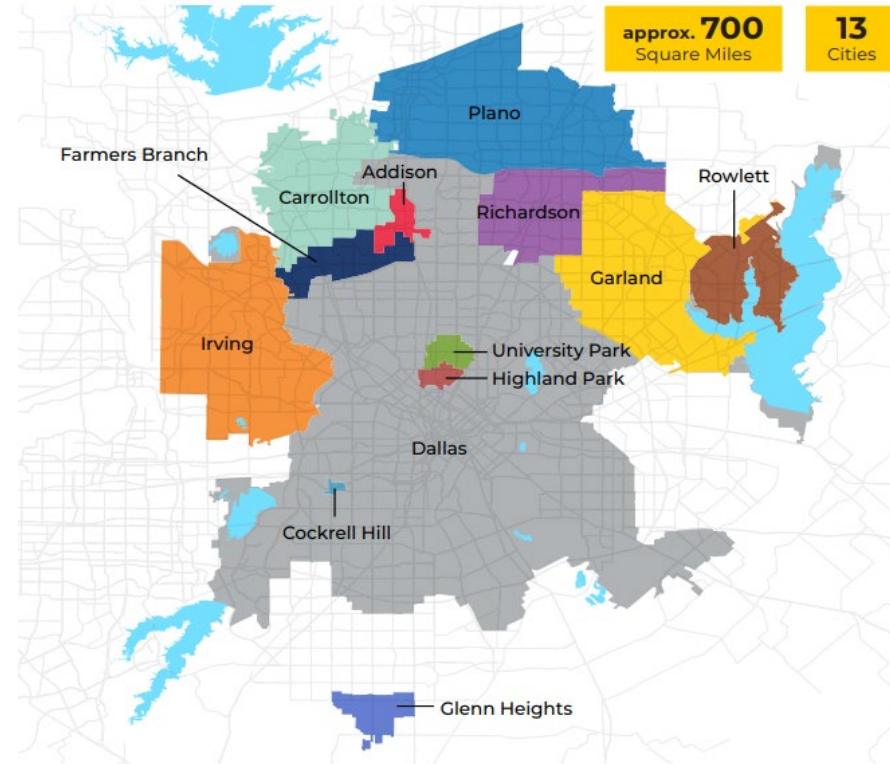 approx. 700
Square Miles
13
Cities
Plano
Farmers Branch
Addison
Carrollton
Richardson
Rowlett
Garland
Irving
University Park
Highland Park
Dallas
Cockrell Hill
Glenn Heights